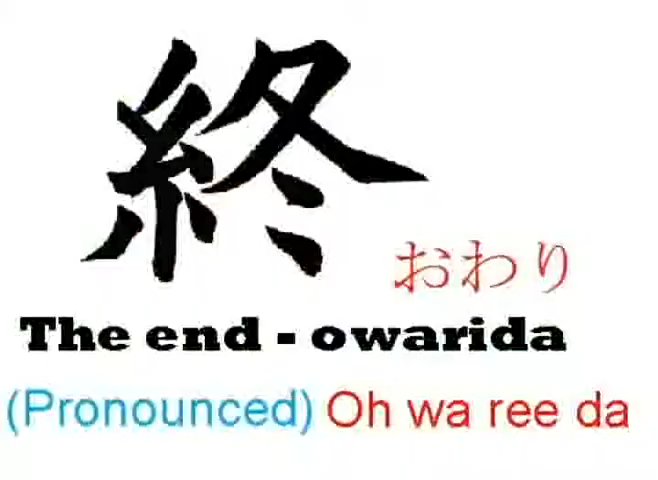 終
おわり
The end - owarida
(Pronounced) Oh wa ree da